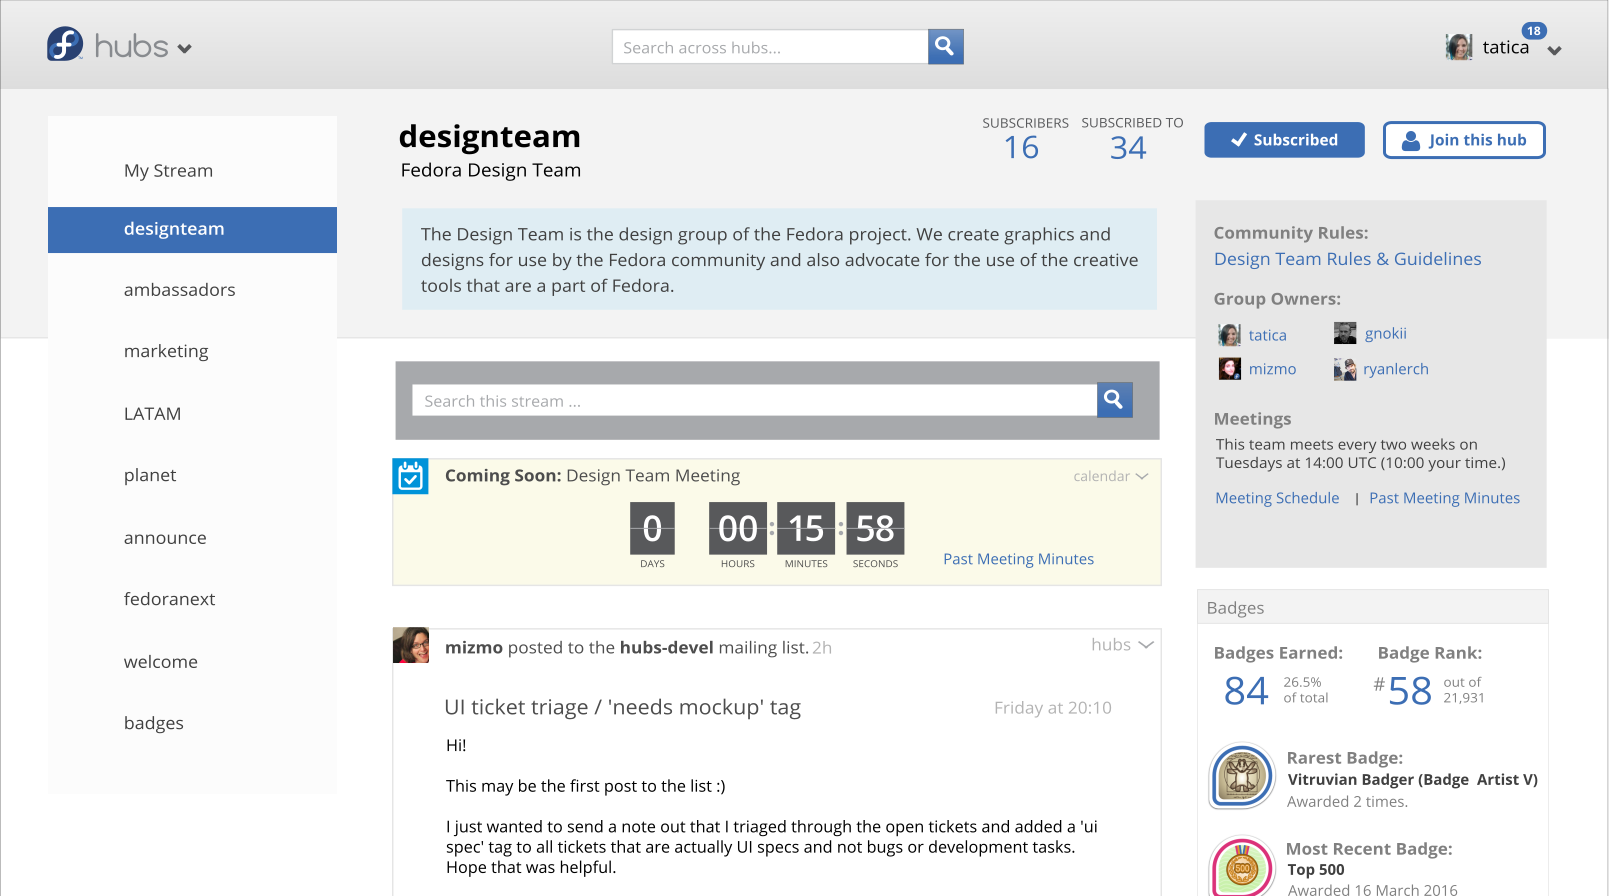 hubs
Search across hubs...
18
tatica
My Stream
designteam
ambassadors
marketing
LATAM
planet
announce
fedoranext
welcome
badges
designteam
Fedora Design Team
SUBSCRIBERS
16
SUBSCRIBED TO
34
Subscribed
Join this hub
The Design Team is the design group of the Fedora project. We create graphics and
designs for use by the Fedora community and also advocate for the use of the creative
tools that are a part of Fedora.
Search this stream ...
Coming Soon: Design Team Meeting
calendar
0 00 : 15 : 58
DAYS HOURS MINUTES SECONDS
Past Meeting Minutes
mizmo posted to the hubs-devel mailing list. 2h
hubs
UI ticket triage / 'needs mockup' tag
Friday at 20:10
Hi!
This may be the first post to the list :)
I just wanted to send a note out that I triaged through the open tickets and added a 'ui
spec' tag to all tickets that are actually UI specs and not bugs or development tasks.
Hope that was helpful.
Community Rules:
Design Team Rules & Guidelines
Group Owners:
tatica gnokii
mizmo ryanlerch
Meetings
This team meets every two weeks on
Tuesdays at 14:00 UTC (10:00 your time.)
Meeting Schedule | Past Meeting Minutes
Badges
Badges Earned:
84
26.5%
of total
Badge Rank:
#58
out of
21,931
Rarest Badge:
Vitruvian Badger (Badge Artist V)
Awarded 2 times.
500
Most Recent Badge:
Top 500
Awarded 16 March 2016